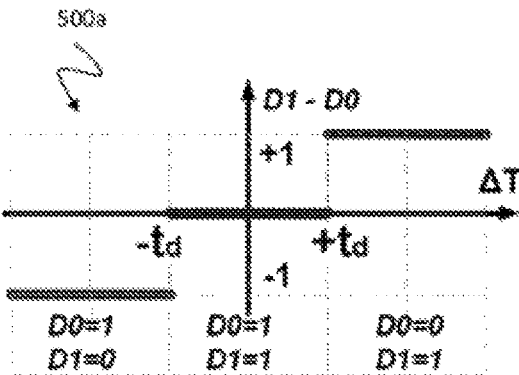 500a
D1 - D0
+1
ΔT
-td
+td
-1
D0=1 D0=1 D0=0
D1=0 D1=1 D1=1